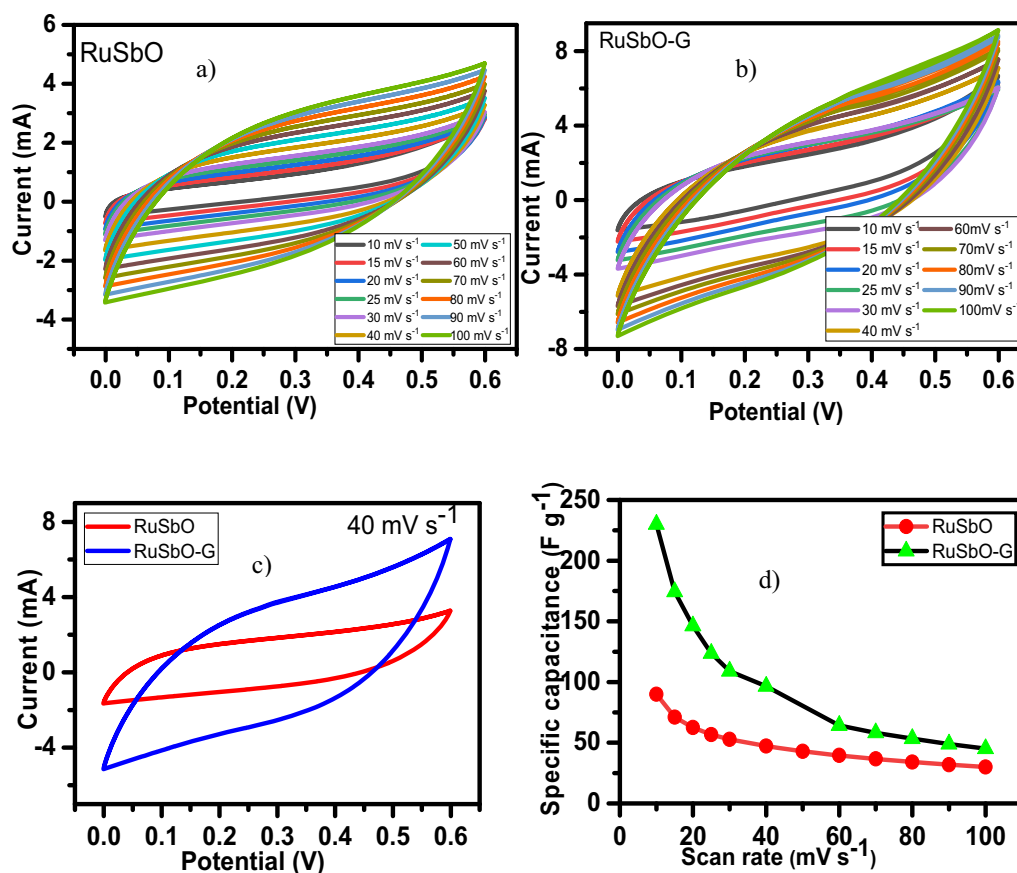 RuSbO
a)
6
4
2
0
-2
-4
Current (mA)
10 mV s-1 50 mV s-1
15 mV s-1 60 mV s-1
20 mV s-1 70 mV s-1
25 mV s-1 80 mV s-1
30 mV s-1 90 mV s-1
40 mV s-1 100 mV s-1
0.0 0.1 0.2 0.3 0.4 0.5 0.6
Potential (V)
RuSbO-G
b)
8
4
0
-4
-8
Current (mA)
10 mV s-1 60mV s-1
15 mV s-1 70mV s-1
20 mV s-1 80mV s-1
25 mV s-1 90mV s-1
30 mV s-1 100mV s-1
40 mV s-1
0.0 0.1 0.2 0.3 0.4 0.5 0.6
Potential (V)
RuSbO
RuSbO-G
40 mV s-1
c)
8
4
0
-4
Current (mA)
0.0 0.1 0.2 0.3 0.4 0.5 0.6
Potential (V)
RuSbO
RuSbO-G
d)
250
200
150
100
50
0
Specific capacitance (F g-1)
0 20 40 60 80 100
Scan rate (mV s-1)